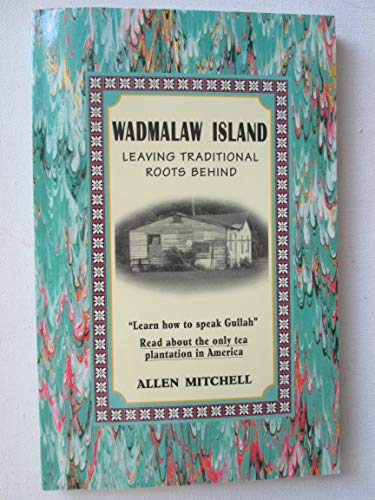 WADMALAW ISLAND
LEAVING TRADITIONAL
ROOTS BEHIND
"Learn how to speak Gullah"
Read about the only tea
plantation in America
ALLEN MITCHELL